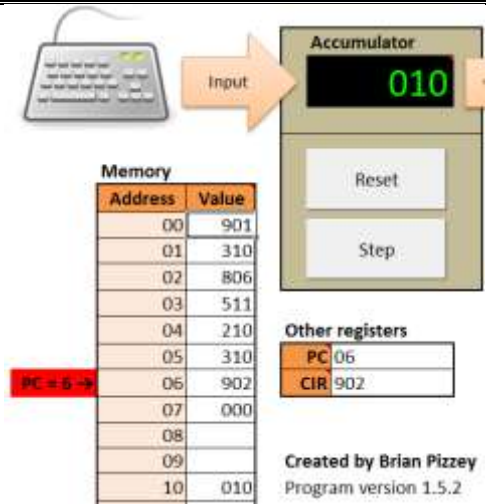 Accumulator
Input
010
Memory
Reset
Address Value
00 901
01 310
Step
02 806
03 511
04 210
Other registers
05 310
PC 06
PC = 6 →
06 902
CIR 902
07 000
08
09
Created by Brian Pizzey
10 010
Program version 1.5.2